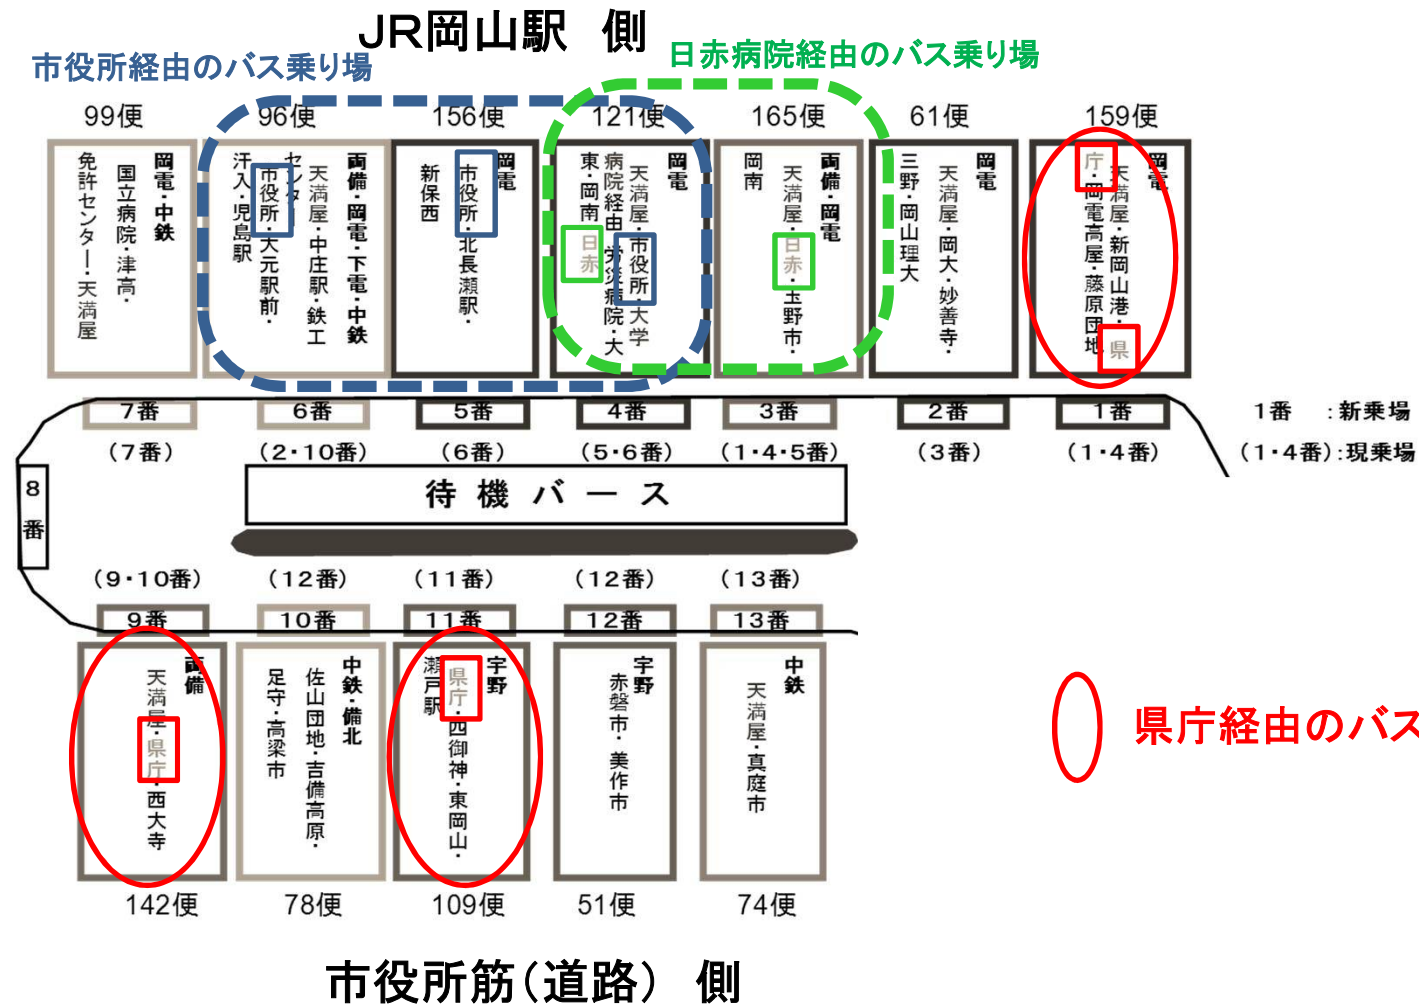 JR岡山駅 側
市役所経由のバス乗り場
日赤病院経由のバス乗り場
99便
96便
156便
121便
165便
61便
159便
岡電・中鉄
国立病院・津高・
免許センター・天満屋
両備・岡電・下電・中鉄
天満屋・中庄駅・鉄工
センター
市役所・大元駅前・
汗入・児島駅
岡電
市役所・北長瀬駅・
新保西
岡電
天満屋・市役所・大学
病院経由 労災病院・大
東・岡南 日赤
両備・岡電
天満屋・日赤・玉野市・
岡南
岡電
天満屋・岡大・妙善寺・
三野・岡山理大
岡電
天満屋・新岡山港・県
庁・岡電高屋・藤原団地
7番
6番
5番
4番
3番
2番
1番
1番 :新乗場
(7番)
(2・10番)
(6番)
(5・6番)
(1・4・5番)
(3番)
(1・4番)
(1・4番):現乗場
8番
待機バース
(9・10番)
(12番)
(11番)
(12番)
(13番)
9番
10番
11番
12番
13番
両備
天満屋・県庁・西大寺
中鉄・備北
佐山団地・吉備高原・
足守・高梁市
宇野
県庁・四御神・東岡山・
瀬戸駅
宇野
赤磐市・美作市
中鉄
天満屋・真庭市
県庁経由のバス
142便
78便
109便
51便
74便
市役所筋(道路) 側